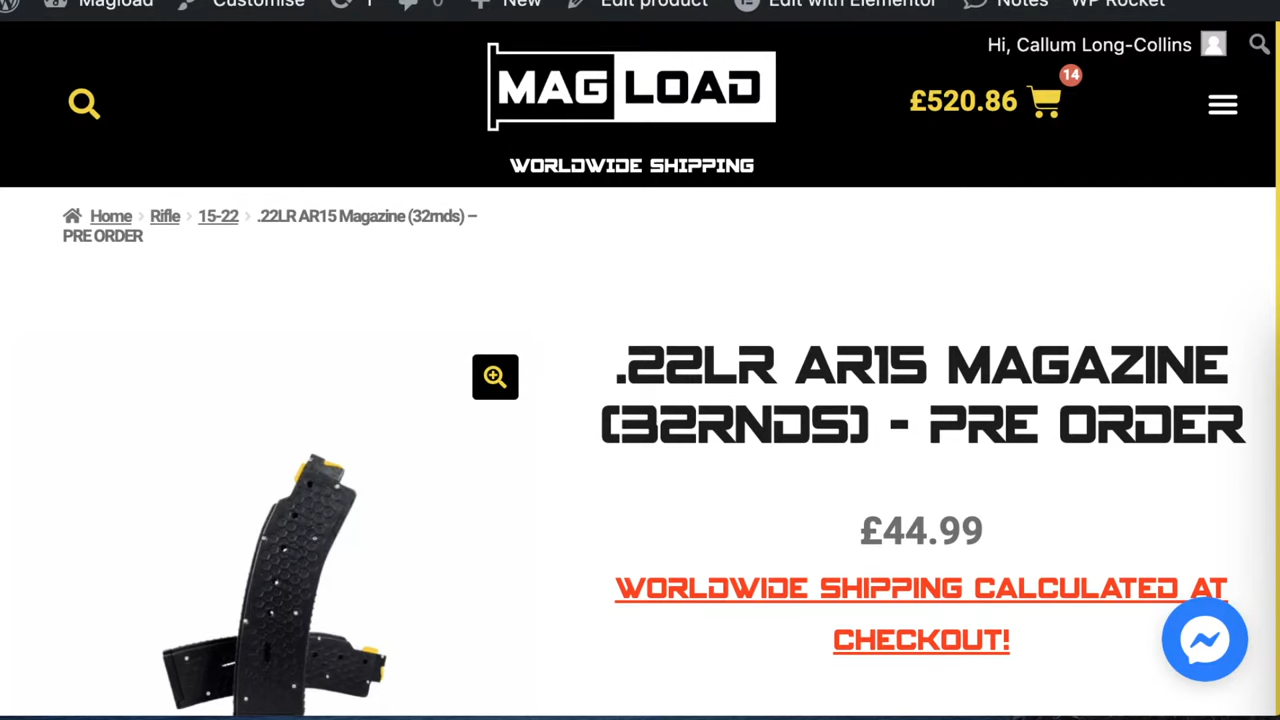 Magload Customise 1 0 New Edit product Edit with Elementor Notes WP Rocket
Hi, Callum Long-Collins
MAG LOAD
£520.86
14
WORLDWIDE SHIPPING
Home Rifle 15-22 .22LR AR15 Magazine (32rnds) –
PRE ORDER
.22LR AR15 MAGAZINE
(32RNDS) - PRE ORDER
£44.99
WORLDWIDE SHIPPING CALCULATED AT
CHECKOUT!